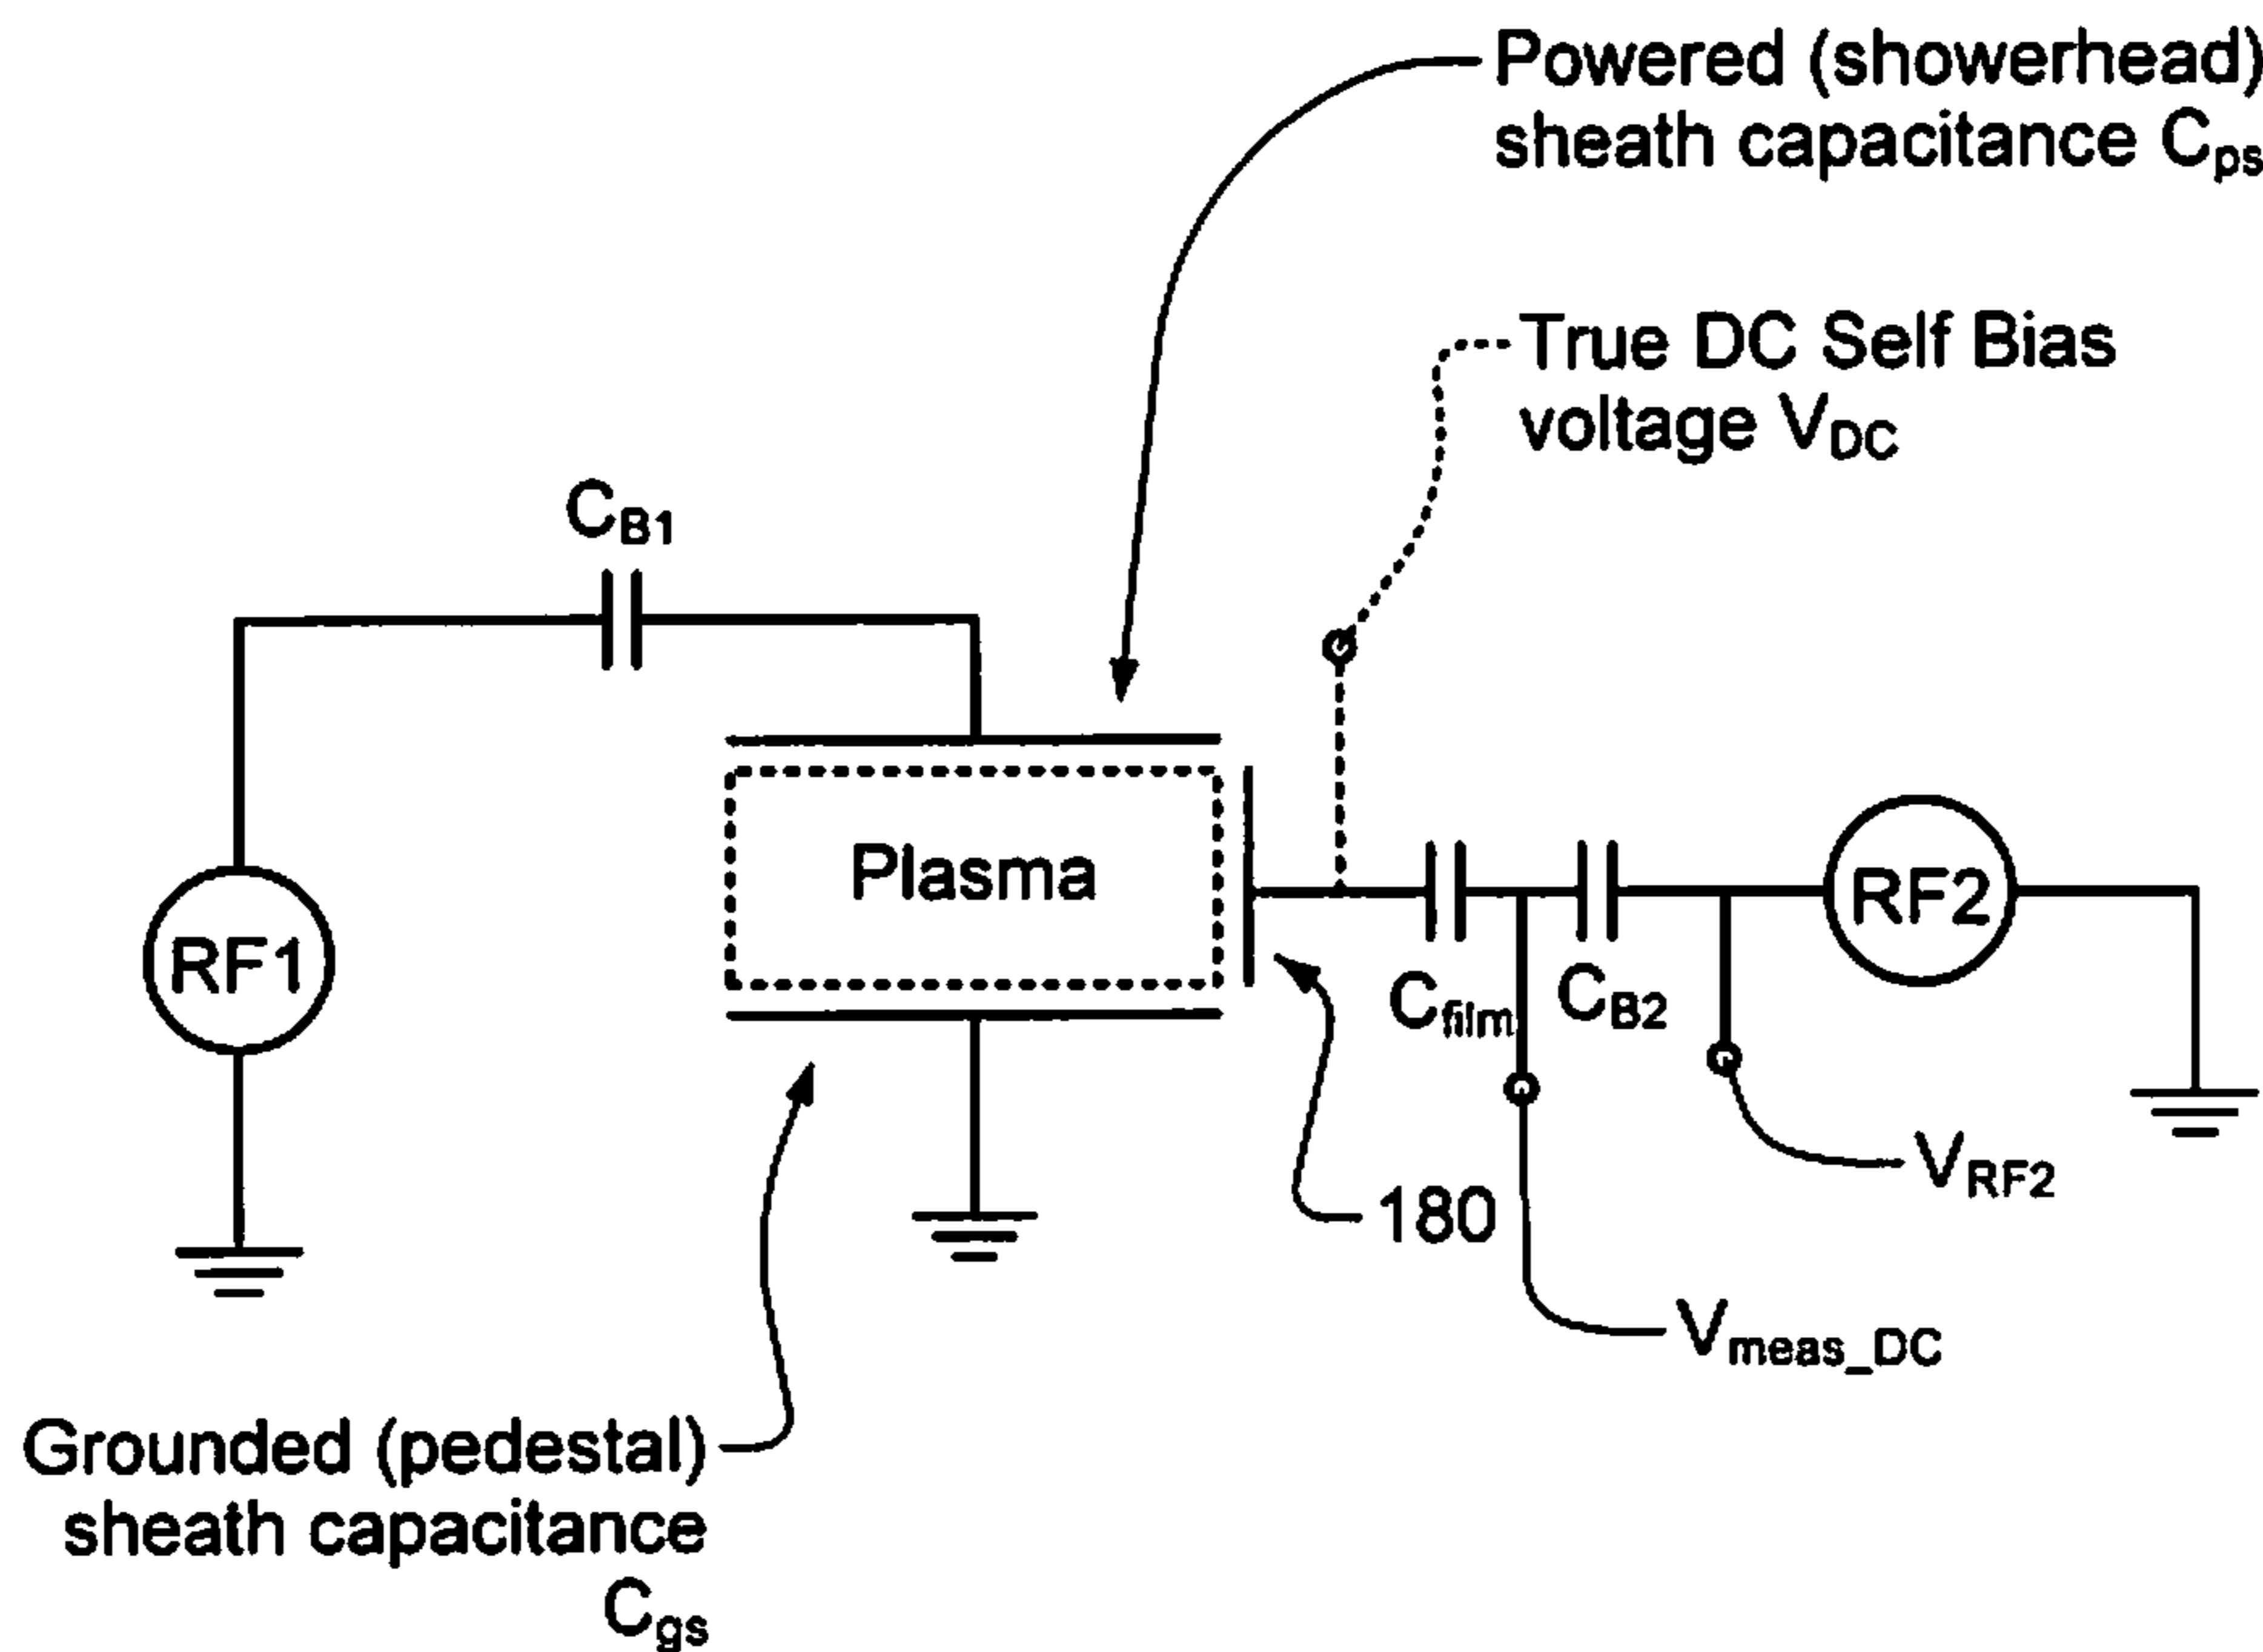 Powered (showerhead)
sheath capacitance Cps
True DC Self Bias
voltage VDC
CB1
Plasma
RF1
RF2
Cfilm
CB2
VRF2
180
Vmeas_DC
Grounded (pedestal)
sheath capacitance
Cgs